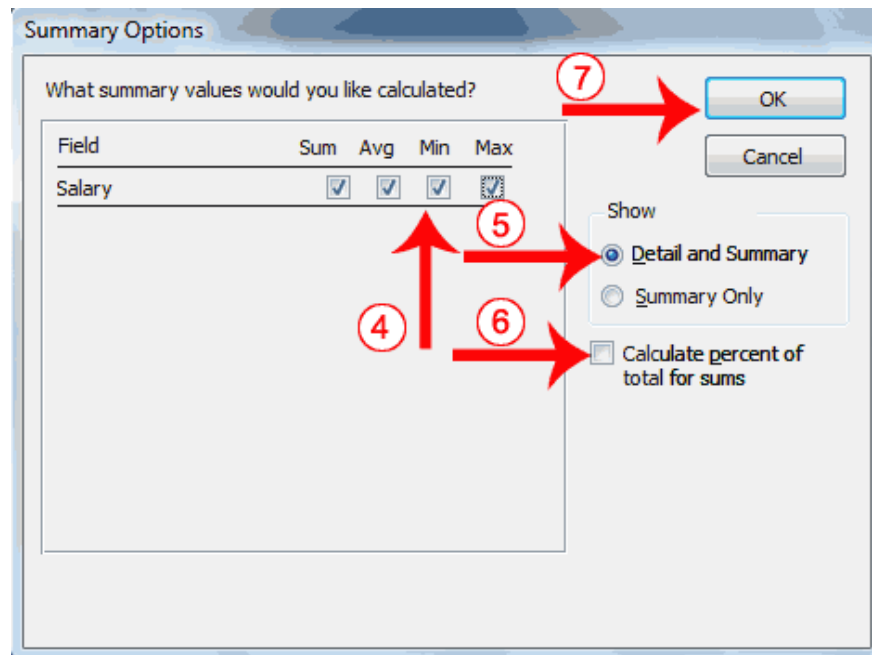 Summary Options
What summary values would you like calculated?
7
OK
Cancel
Field Sum Avg Min Max
Salary
Show
5
Detail and Summary
Summary Only
4
6
Calculate percent of
total for sums